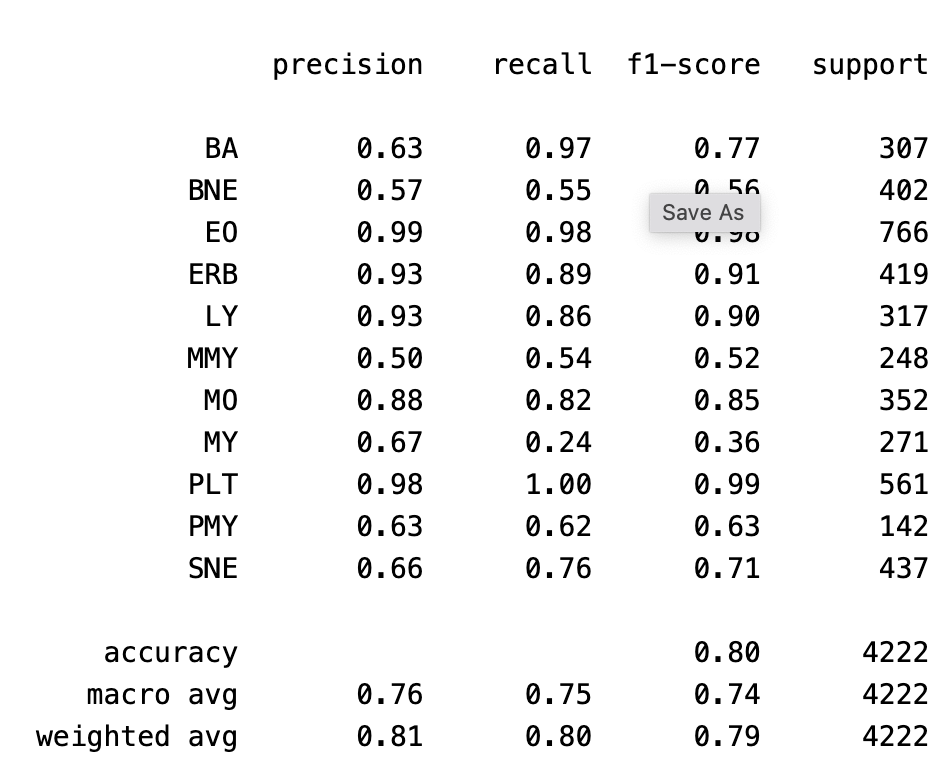 precision recall f1-score support
BA 0.63 0.97 0.77 307
BNE 0.57 0.55 0.56 402
Save As
EO 0.99 0.98 0.98 766
ERB 0.93 0.89 0.91 419
LY 0.93 0.86 0.90 317
MMY 0.50 0.54 0.52 248
MO 0.88 0.82 0.85 352
MY 0.67 0.24 0.36 271
PLT 0.98 1.00 0.99 561
PMY 0.63 0.62 0.63 142
SNE 0.66 0.76 0.71 437
accuracy 0.80 4222
macro avg 0.76 0.75 0.74 4222
weighted avg 0.81 0.80 0.79 4222